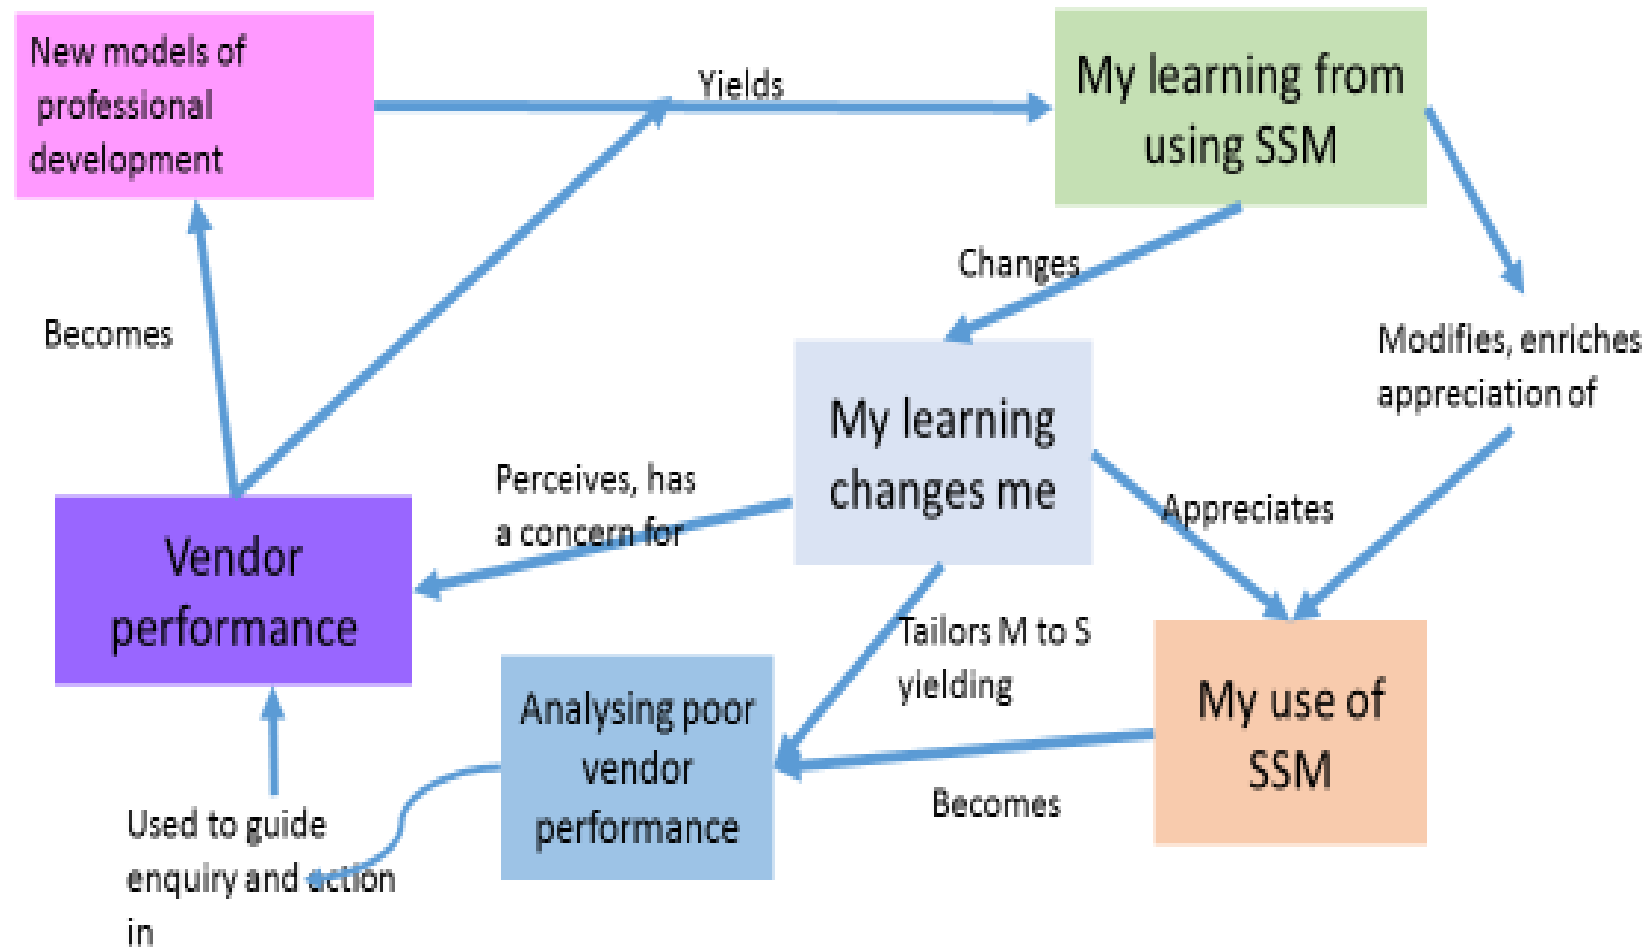 New models of
professional
development
Yields
My learning from
using SSM
Changes
Becomes
Modifies, enriches
appreciation of
My learning
changes me
Perceives, has
a concern for
Appreciates
Vendor
performance
Tailors M to S
yielding
Analysing poor
vendor
performance
My use of
SSM
Becomes
Used to guide
enquiry and action
in